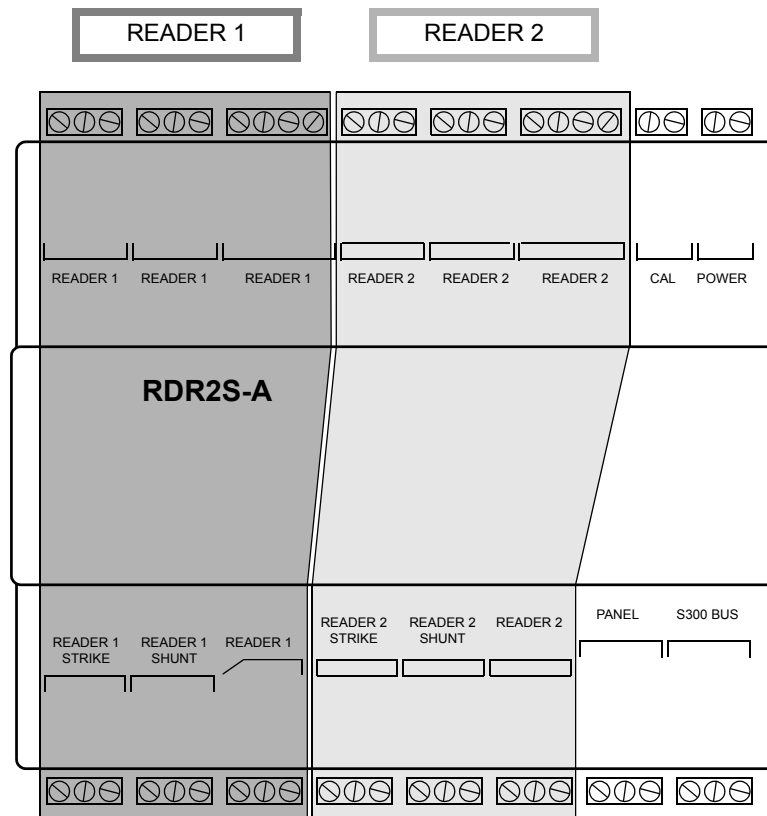 READER 1
READER 2
READER 1
READER 1
READER 1
READER 2
READER 2
READER 2
CAL
POWER
RDR2S-A
READER 1
STRIKE
READER 1
SHUNT
READER 1
READER 2
STRIKE
READER 2
SHUNT
READER 2
PANEL
S300 BUS